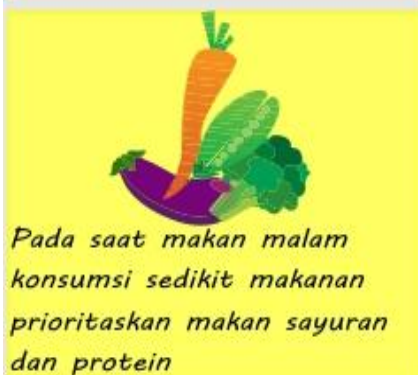 Pada saat makan malam
konsumsi sedikit makanan
prioritaskan makan sayuran
dan protein